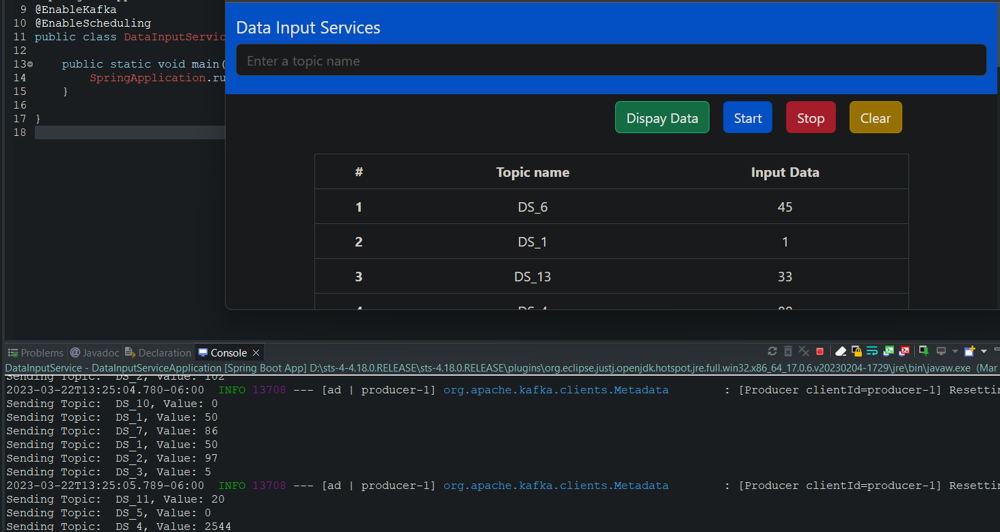 9 @EnableKafka
10 @EnableScheduling
11 public class DataInputServic
12
13 public static void main(
14 SpringApplication.ru
15 }
16
17 }
18
Data Input Services
Enter a topic name
Dispay Data Start Stop Clear
# Topic name Input Data
1 DS_6 45
2 DS_1 1
3 DS_13 33
Problems @ Javadoc Declaration Console
DataInputService - DataInputServiceApplication [Spring Boot App] D:\sts-4-4.18.0.RELEASE\sts-4.18.0.RELEASE\plugins\org.eclipse.justj.openjdk.hotspot.jre.full.win32.x86_64_17.0.6.v20230204-1729\jre\bin\javaw.exe (Mar
Sending Topic: DS_2, Value: 102
2023-03-22T13:25:04.780-06:00 INFO 13708 --- [ad | producer-1] org.apache.kafka.clients.Metadata : [Producer clientId=producer-1] Resettin
Sending Topic: DS_10, Value: 0
Sending Topic: DS_1, Value: 50
Sending Topic: DS_7, Value: 86
Sending Topic: DS_1, Value: 50
Sending Topic: DS_2, Value: 97
Sending Topic: DS_3, Value: 5
2023-03-22T13:25:05.789-06:00 INFO 13708 --- [ad | producer-1] org.apache.kafka.clients.Metadata : [Producer clientId=producer-1] Resettin
Sending Topic: DS_11, Value: 20
Sending Topic: DS_5, Value: 0
Sending Topic: DS_4, Value: 2544